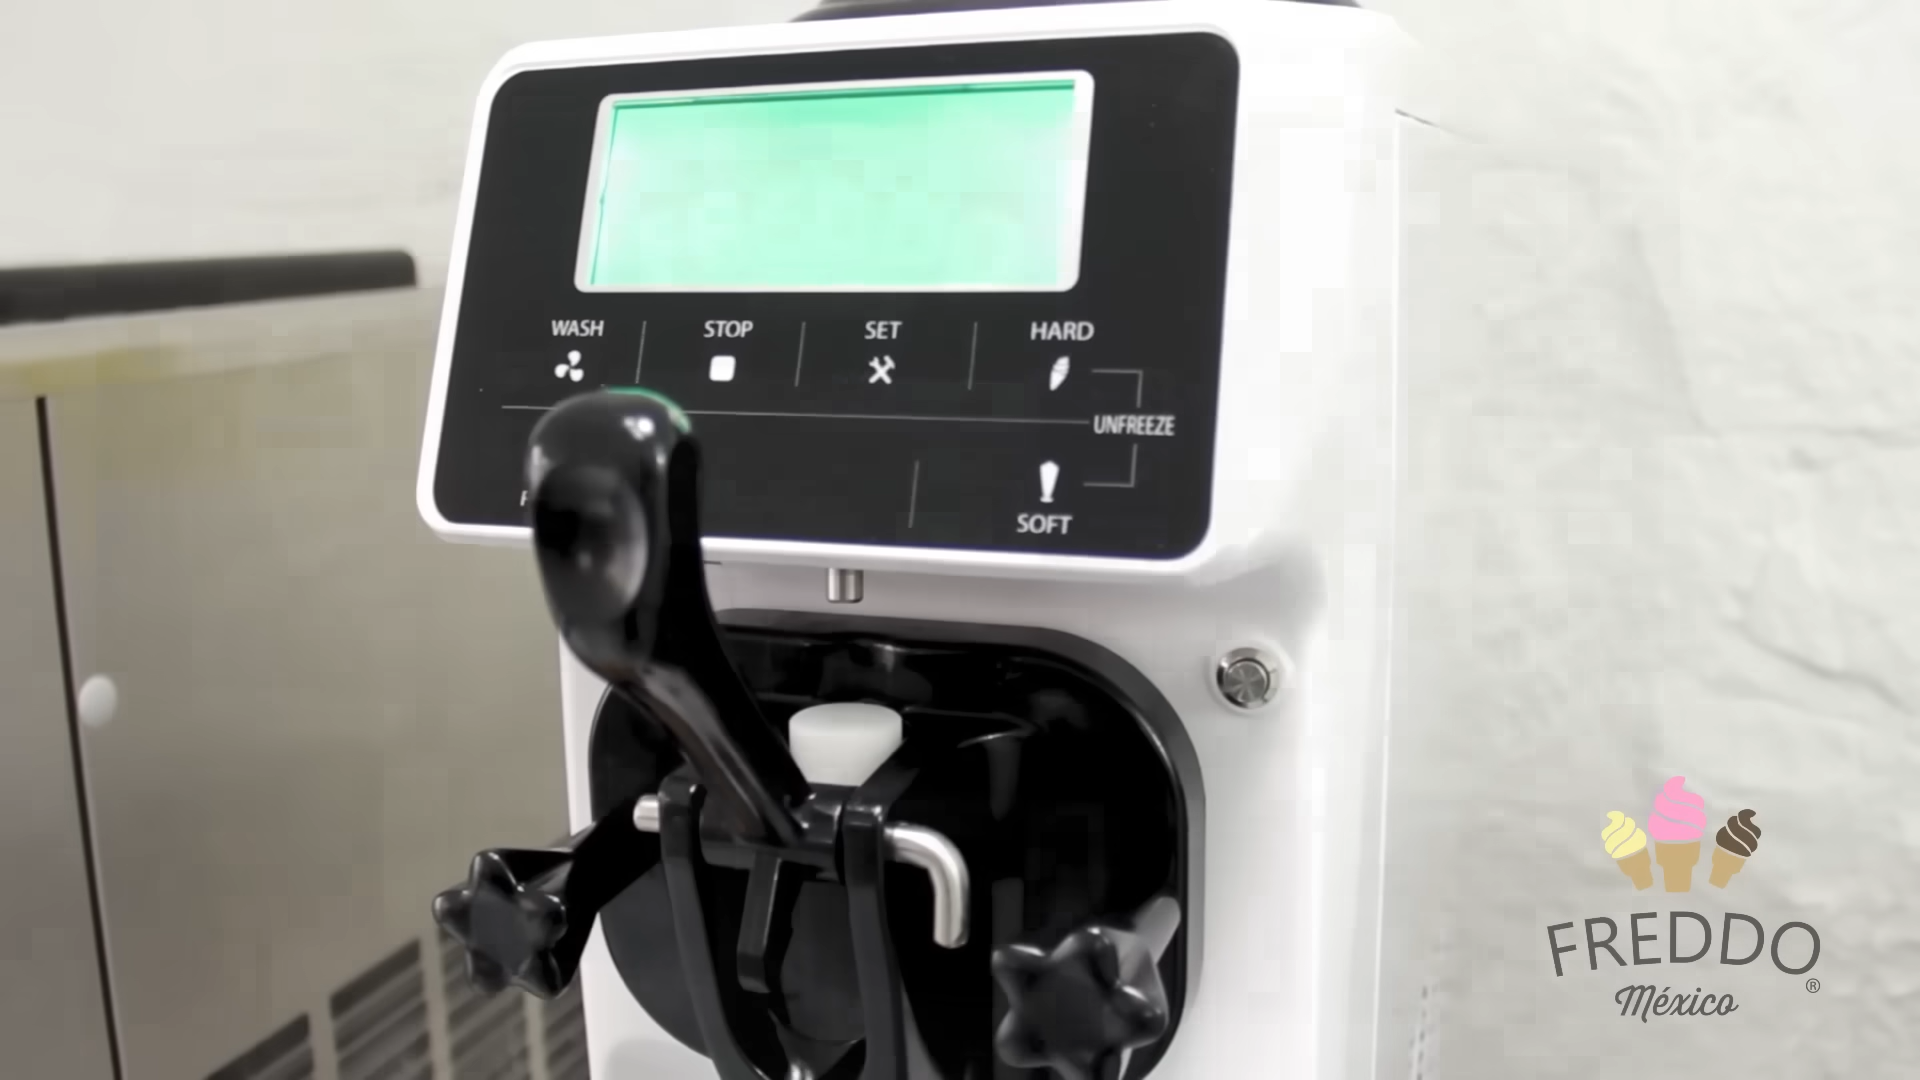 WASH STOP SET HARD
UNFREEZE
SOFT
FREDDO
México
®